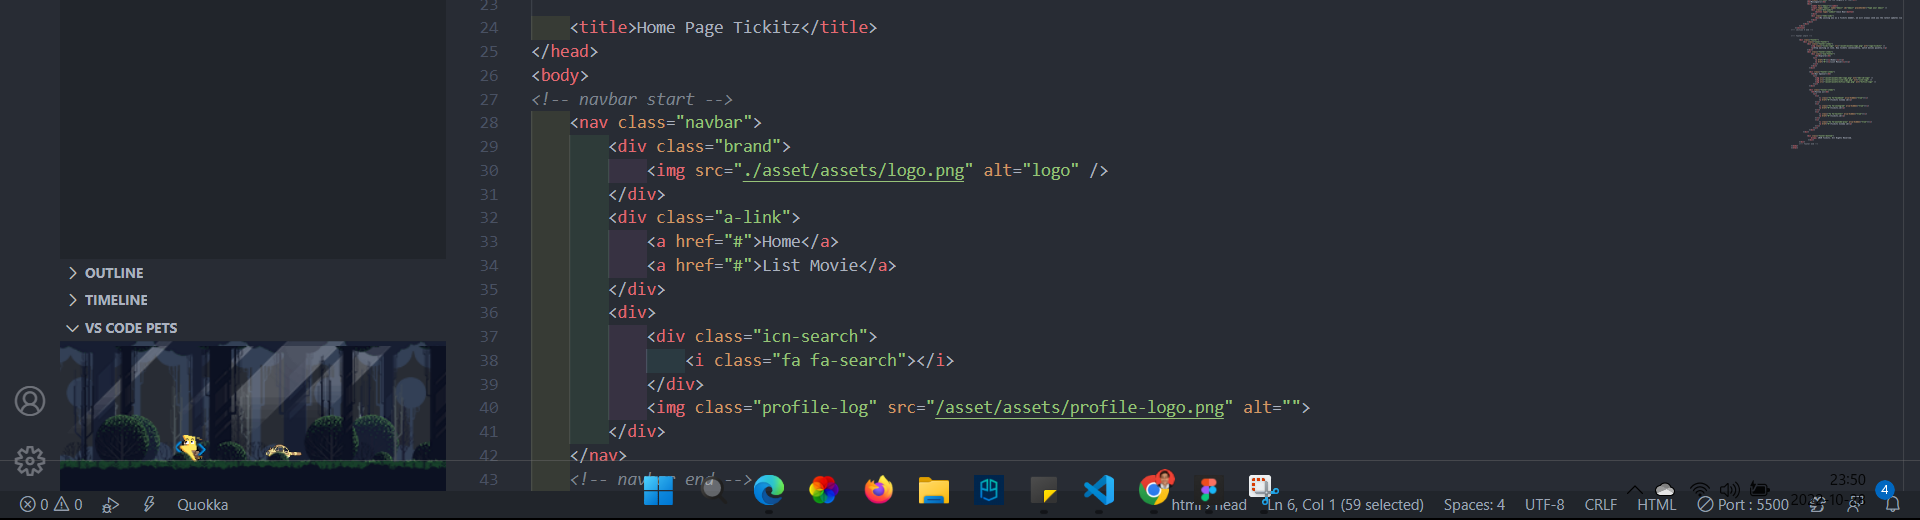 23
24 <title>Home Page Tickitz</title>
25 </head>
26 <body>
27 <!-- navbar start -->
28 <nav class="navbar">
29 <div class="brand">
30 <img src="./asset/assets/logo.png" alt="logo" />
31 </div>
32 <div class="a-link">
33 <a href="#">Home</a>
34 <a href="#">List Movie</a>
35 </div>
36 <div>
37 <div class="icn-search">
38 <i class="fa fa-search"></i>
39 </div>
40 <img class="profile-log" src="/asset/assets/profile-logo.png" alt="">
41 </div>
42 </nav>
43 <!-- navbar end -->
OUTLINE
TIMELINE
VS CODE PETS
0 0 Quokka
html › head Ln 6, Col 1 (59 selected) Spaces: 4 UTF-8 CRLF HTML Port : 5500
23:50
4